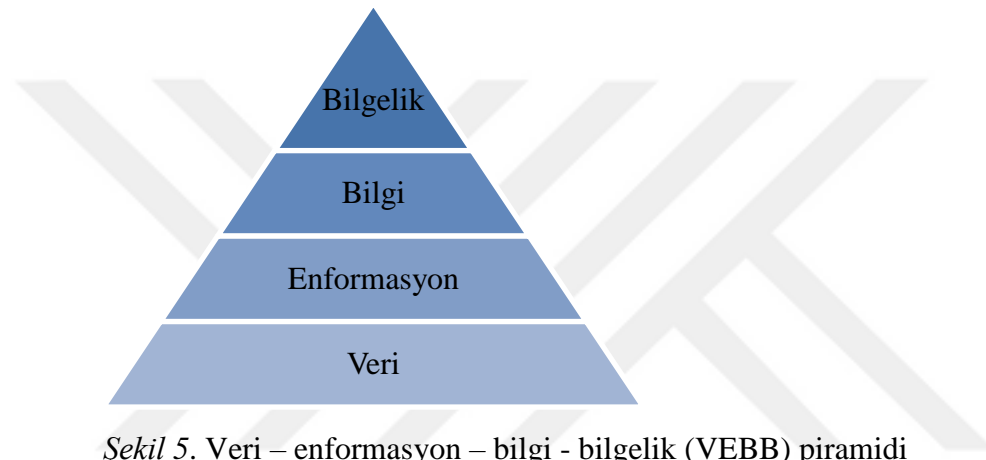 Bilgelik
Bilgi
Enformasyon
Veri
Şekil 5. Veri – enformasyon – bilgi - bilgelik (VEBB) piramidi